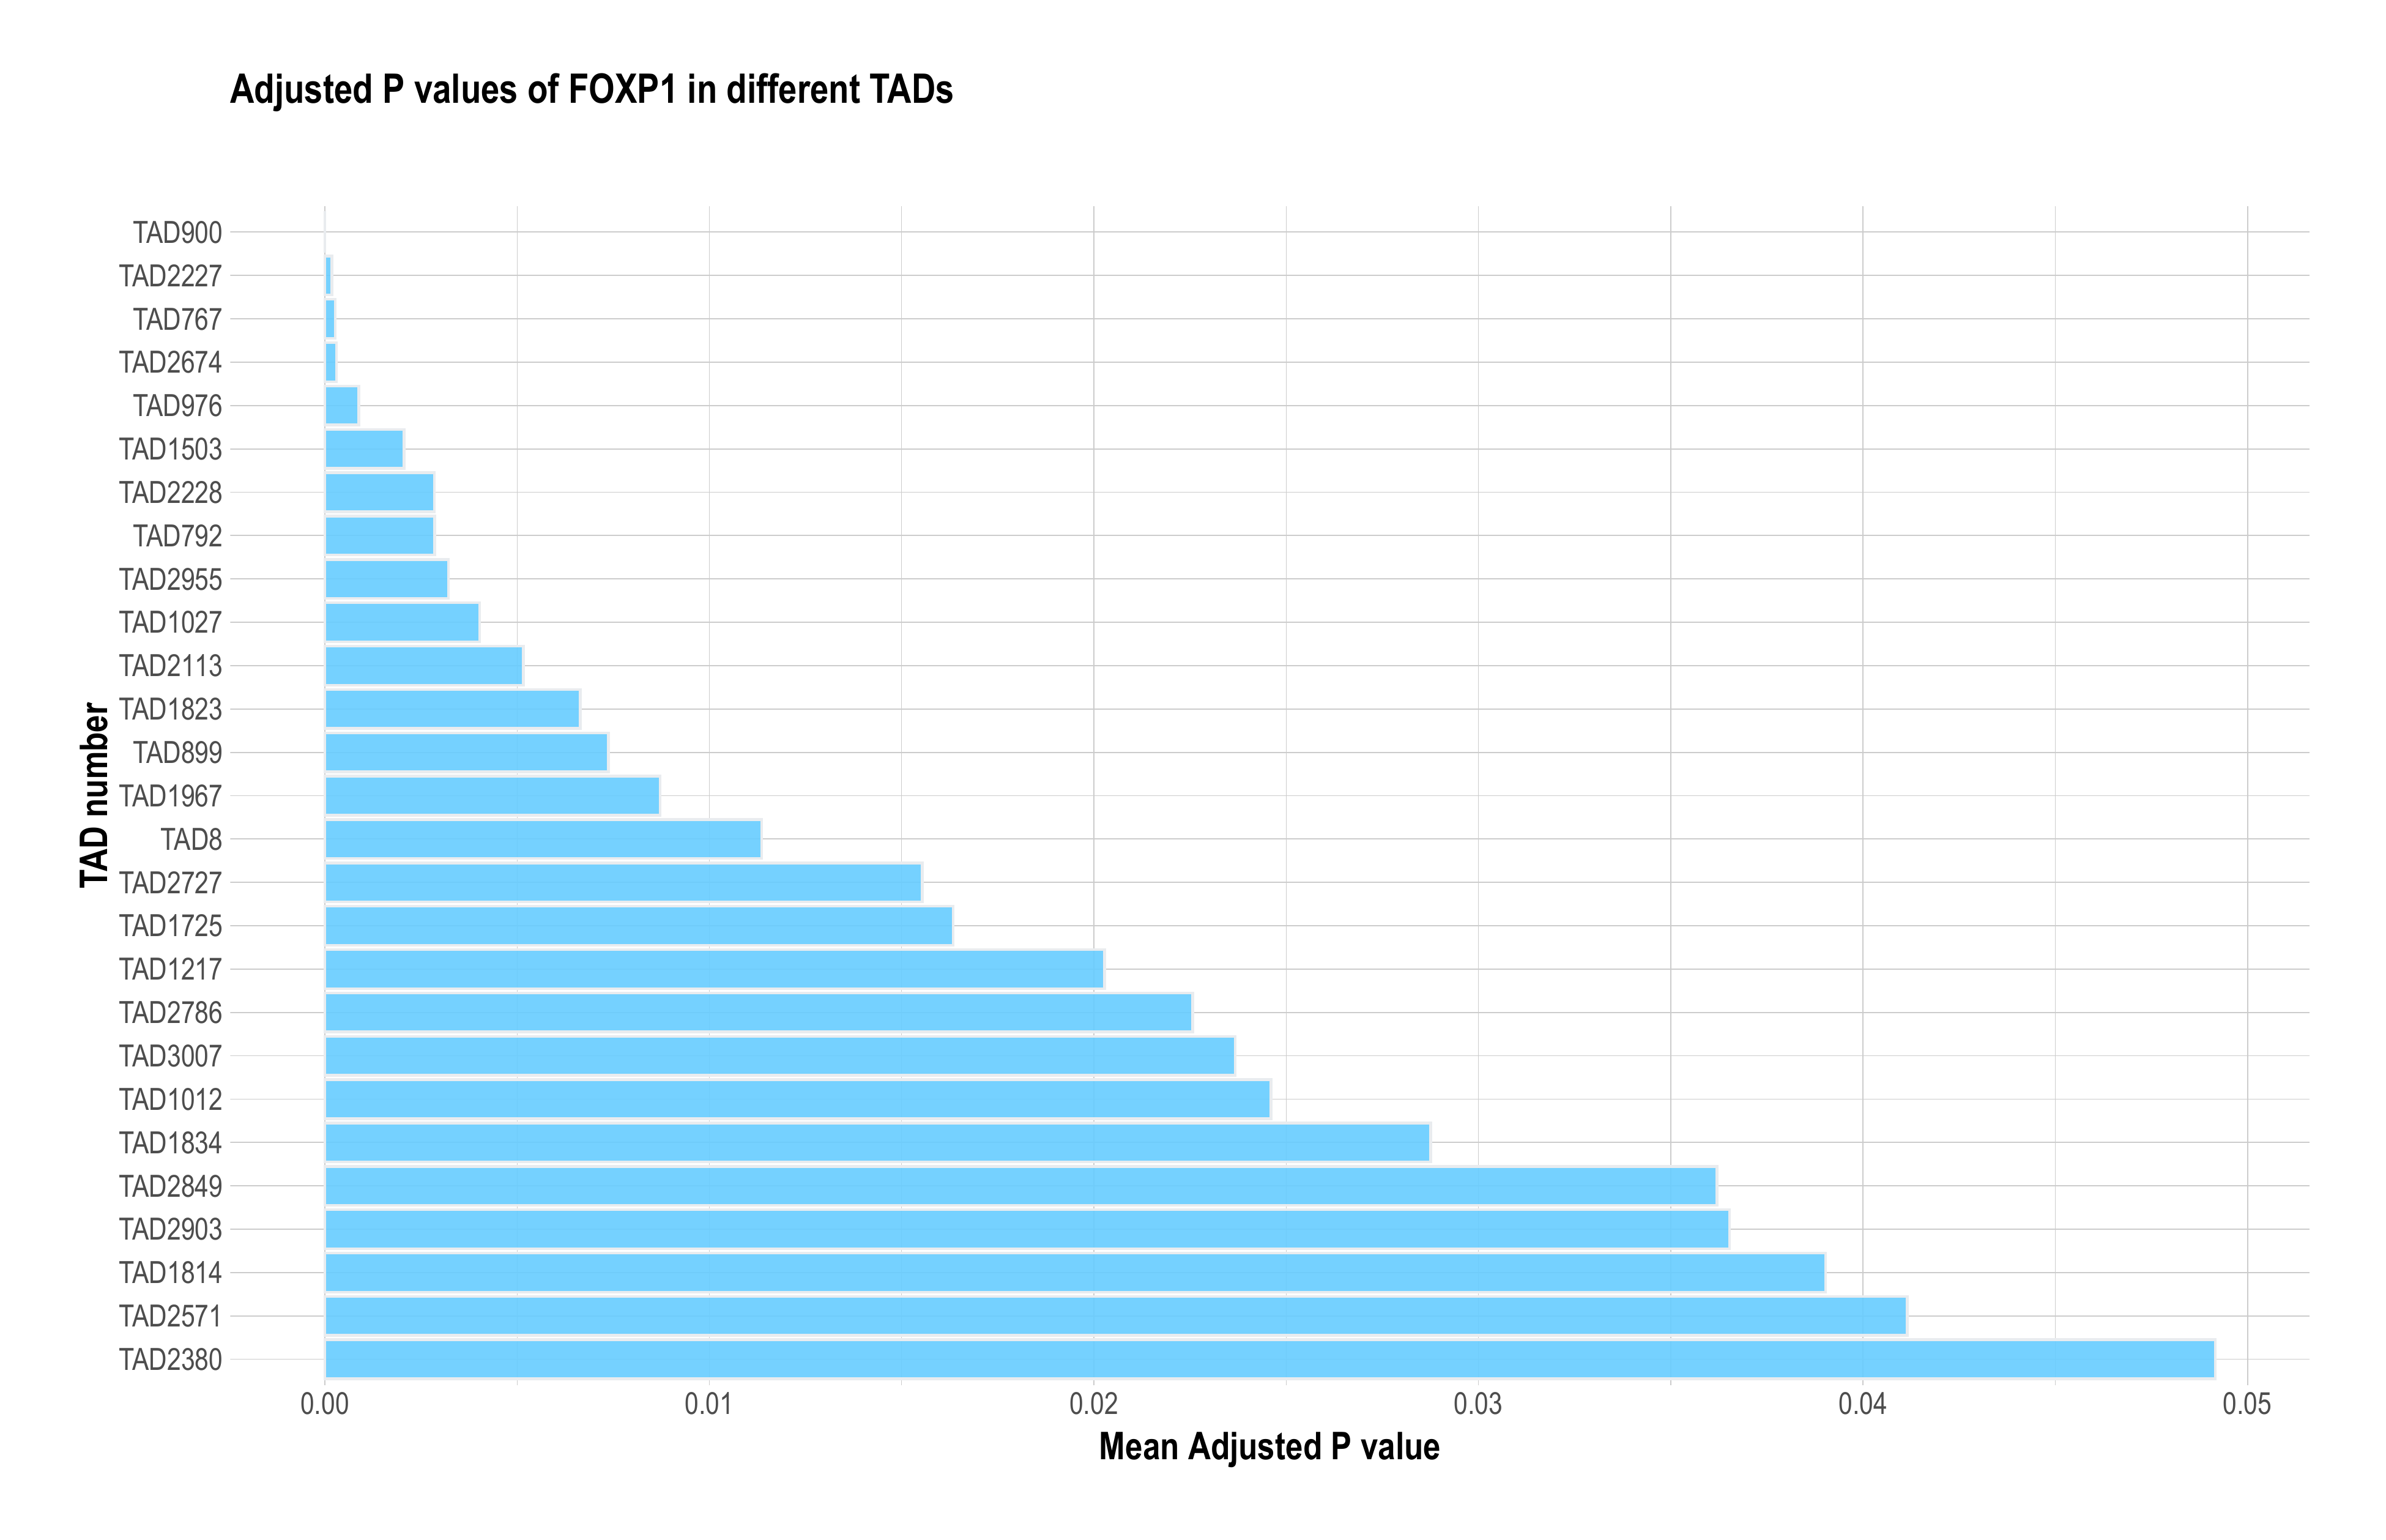 Adjusted P values of FOXP1 in different TADs
TAD number
TAD900
TAD2227
TAD767
TAD2674
TAD976
TAD1503
TAD2228
TAD792
TAD2955
TAD1027
TAD2113
TAD1823
TAD899
TAD1967
TAD8
TAD2727
TAD1725
TAD1217
TAD2786
TAD3007
TAD1012
TAD1834
TAD2849
TAD2903
TAD1814
TAD2571
TAD2380
0.00 0.01 0.02 0.03 0.04 0.05
Mean Adjusted P value